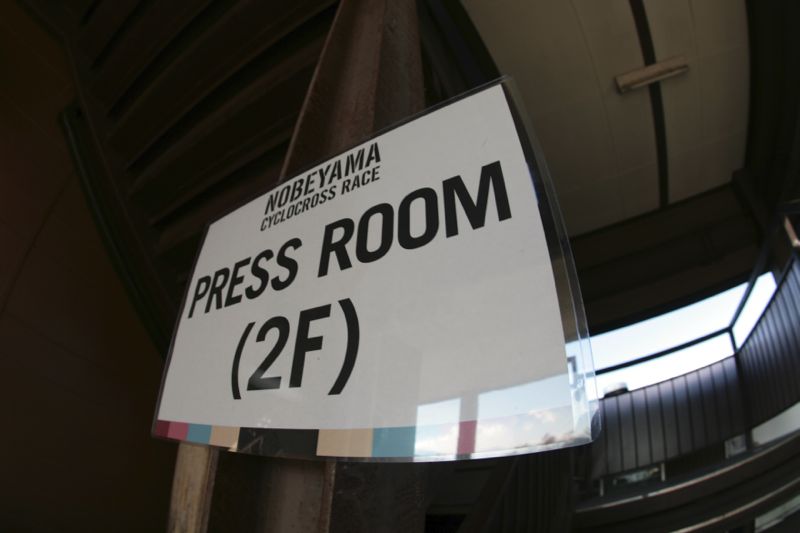 NOBEYAMA
CYCLOCROSS RACE
PRESS ROOM
(2F)